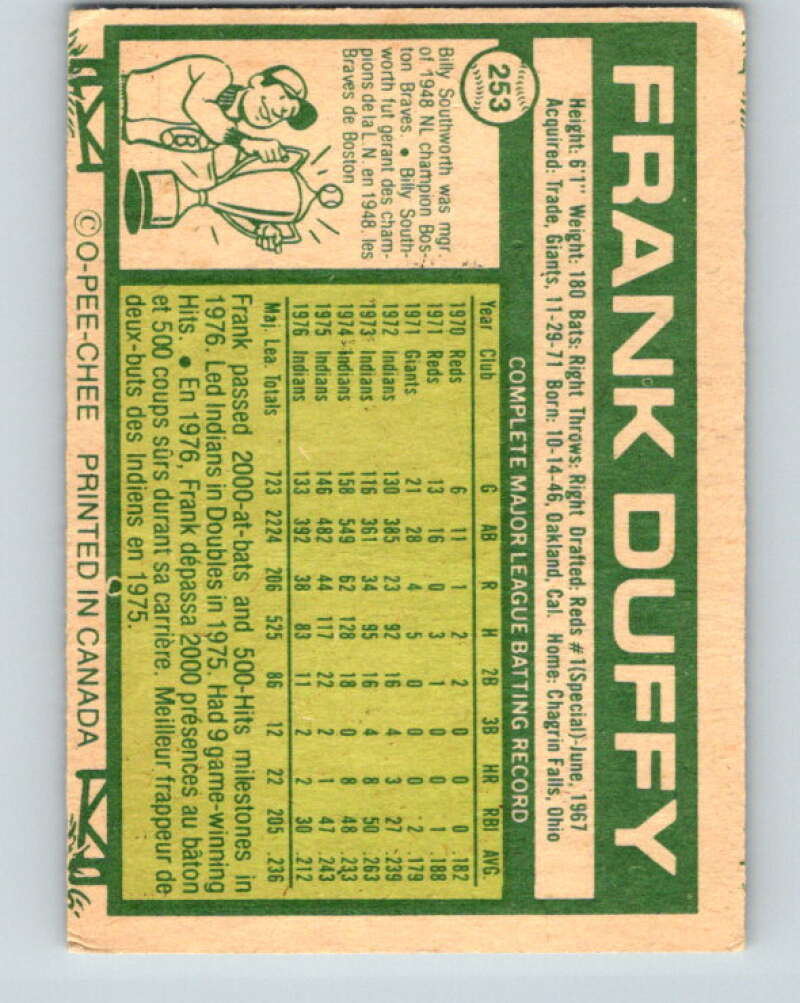 FRANK DUFFY
Height: 6'1" Weight: 180 Bats: Right Throws: Right Drafted: Reds #1(Special)-June, 1967
Acquired: Trade, Giants, 11-29-71 Born: 10-14-46, Oakland, Cal. Home: Chagrin Falls, Ohio
253
Billy Southworth was mgr.
of 1948 NL champion Bos-
ton Braves. • Billy South-
worth fut gerant des cham-
pions de la L.N. en 1948. les
Braves de Boston
COMPLETE MAJOR LEAGUE BATTING RECORD
Year Club G AB R H 2B 3B HR RBI AVG.
1970 Reds 6 11 1 2 2 0 0 0 .182
1971 Reds 13 16 0 3 1 0 0 1 .188
1971 Giants 21 28 4 5 0 0 0 2 .179
1972 Indians 130 385 23 92 16 4 3 27 .239
1973 Indians 116 361 34 95 16 4 8 50 .263
1974 Indians 158 549 62 128 18 0 8 48 .233
1975 Indians 146 482 44 117 22 2 1 47 .243
1976 Indians 133 392 38 83 11 2 2 30 .212
Maj. Lea. Totals 723 2224 206 525 86 12 22 205 .236
Frank passed 2000-at-bats and 500-Hits milestones in
1976. Led Indians in Doubles in 1975. Had 9 game-winning
Hits. • En 1976, Frank dépassa 2000 présences au bâton
et 500 coups sûrs durant sa carrière. Meilleur frappeur de
deux-buts des Indiens en 1975.
© O-PEE-CHEE PRINTED IN CANADA